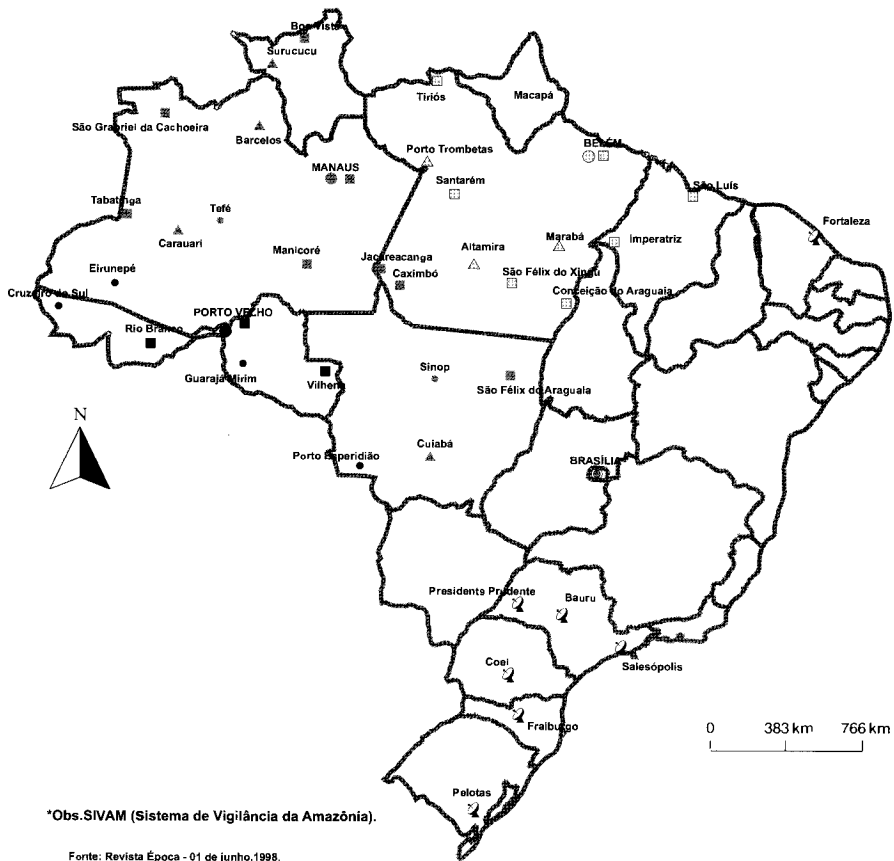 Boa Vista
Surucucu
Tiriós
Macapá
São Grabriel da Cachoeira
Barcelos
Porto Trombetas
BELÉM
MANAUS
Santarém
São Luís
Tabatinga
Tefé
Fortaleza
Carauari
Manicoré
Jacareacanga
Altamira
Marabá
Imperatriz
Eirunepé
Caximbó
São Félix do Xingu
Cruzeiro do Sul
Conceição do Araguaia
PORTO VELHO
Rio Branco
Guarajá-Mirim
Vilhena
Sinop
São Félix do Araguala
N
Cuiabá
Porto Esperidião
BRASÍLIA
Presidente Prudente
Bauru
Coei
Salesópolis
Fraiburgo
0 383 km 766 km
Pelotas
*Obs.SIVAM (Sistema de Vigilância da Amazônia).
Fonte: Revista Época - 01 de junho.1998.